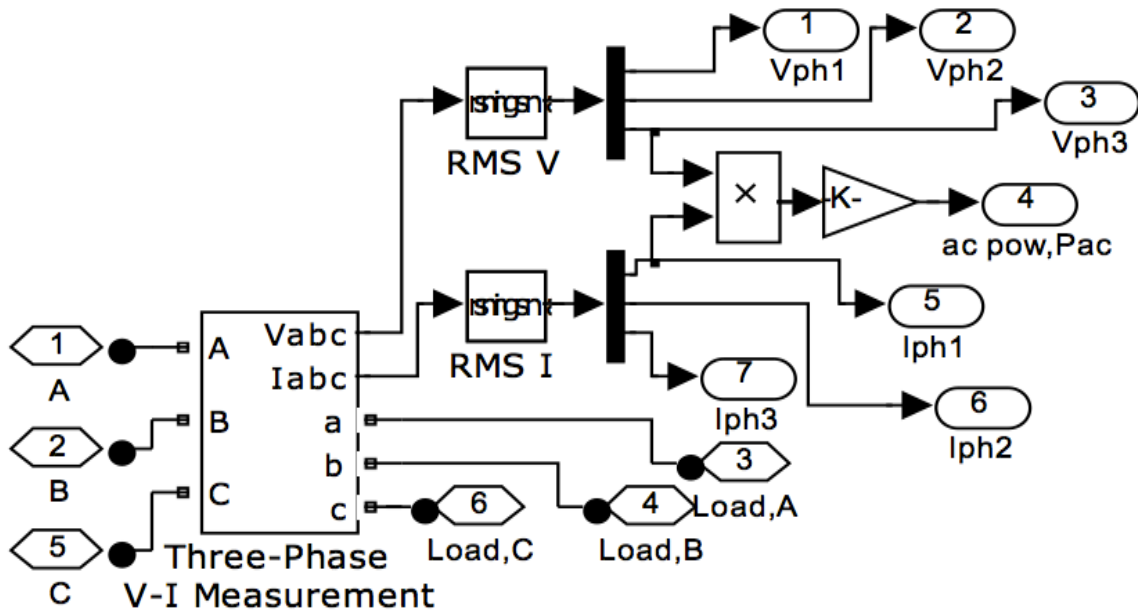 1
Vph1
2
Vph2
3
Vph3
RMS V
×
-K-
4
ac pow,Pac
RMS I
5
Iph1
7
Iph3
6
Iph2
1
A
2
B
5
C
A
B
C
Vabc
Iabc
a
b
c
3
Load,A
4
Load,B
6
Load,C
Three-Phase
V-I Measurement